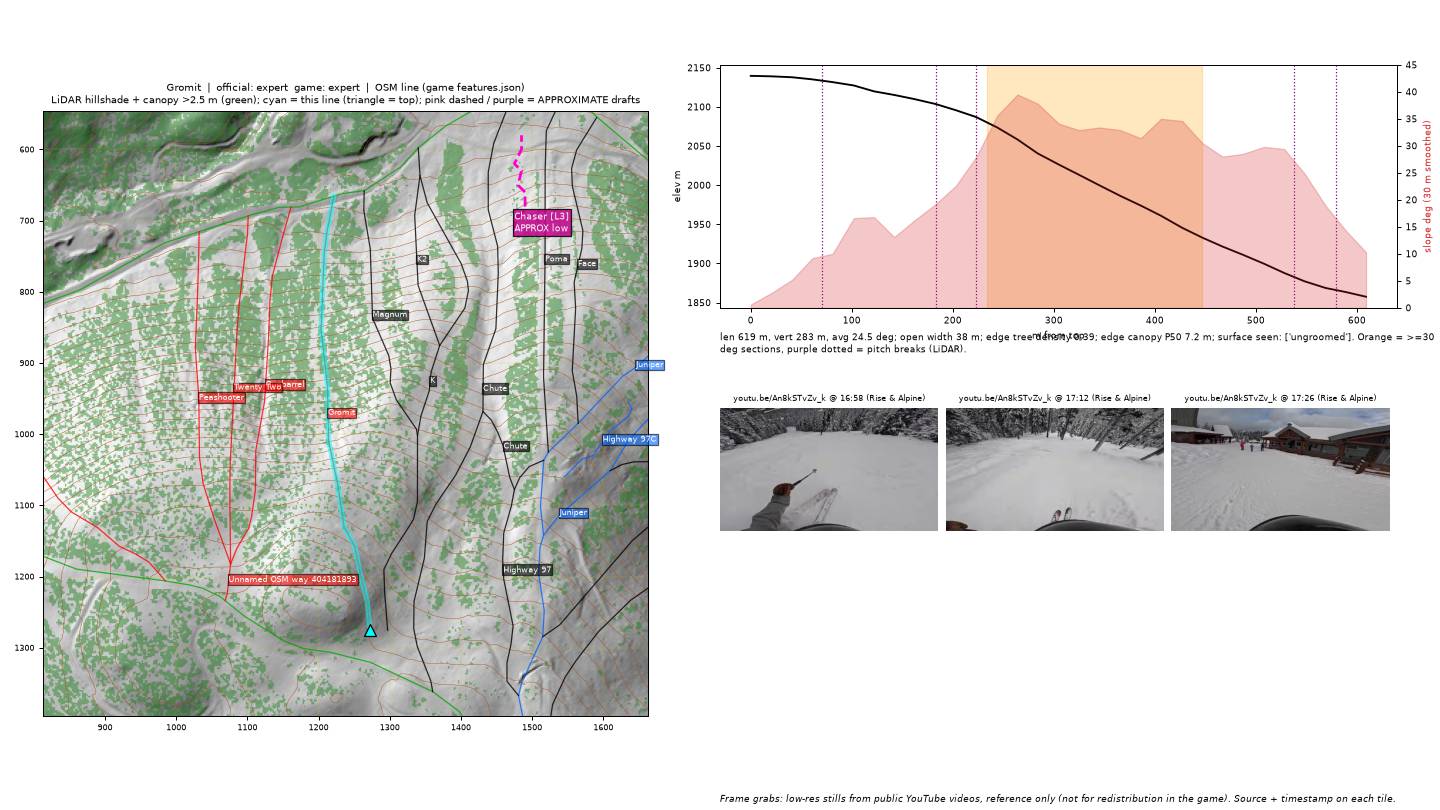 Gromit | official: expert game: expert | OSM line (game features.json)
LiDAR hillshade + canopy >2.5 m (green); cyan = this line (triangle = top); pink dashed / purple = APPROXIMATE drafts
600
700
800
900
1000
1100
1200
1300
900
1000
1100
1200
1300
1400
1500
1600
Chaser [L3]
APPROX low
K2
Poma
Face
Magnum
Juniper
K
Chute
Twenty Two
barrel
Peashooter
Gromit
Highway 97C
Chute
Juniper
Highway 97
Unnamed OSM way 404181893
2150
2100
2050
2000
1950
1900
1850
elev m
45
40
35
30
25
20
15
10
5
0
slope deg (30 m smoothed)
0
100
200
300
400
500
600
m from top
len 619 m, vert 283 m, avg 24.5 deg; open width 38 m; edge tree density 0.39; edge canopy P50 7.2 m; surface seen: ['ungroomed']. Orange = >=30
deg sections, purple dotted = pitch breaks (LiDAR).
youtu.be/An8kSTvZv_k @ 16:58 (Rise & Alpine)
youtu.be/An8kSTvZv_k @ 17:12 (Rise & Alpine)
youtu.be/An8kSTvZv_k @ 17:26 (Rise & Alpine)
Frame grabs: low-res stills from public YouTube videos, reference only (not for redistribution in the game). Source + timestamp on each tile.